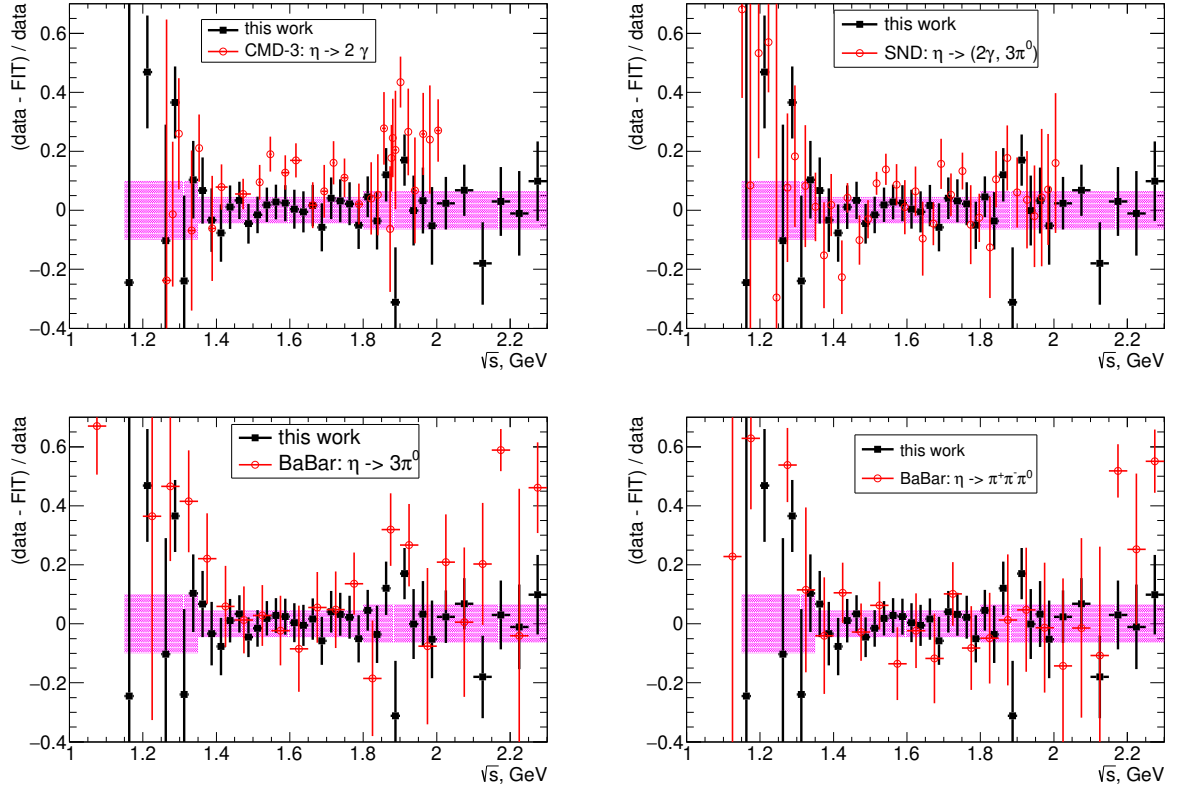 (data - FIT) / data
this work
CMD-3: η -> 2 γ
0.6
0.4
0.2
0
−0.2
−0.4
1 1.2 1.4 1.6 1.8 2 2.2
√s, GeV
(data - FIT) / data
this work
SND: η -> (2γ, 3π⁰)
0.6
0.4
0.2
0
−0.2
−0.4
1 1.2 1.4 1.6 1.8 2 2.2
√s, GeV
(data - FIT) / data
this work
BaBar: η -> 3π⁰
0.6
0.4
0.2
0
−0.2
−0.4
1 1.2 1.4 1.6 1.8 2 2.2
√s, GeV
(data - FIT) / data
this work
BaBar: η -> π⁺π⁻π⁰
0.6
0.4
0.2
0
−0.2
−0.4
1 1.2 1.4 1.6 1.8 2 2.2
√s, GeV